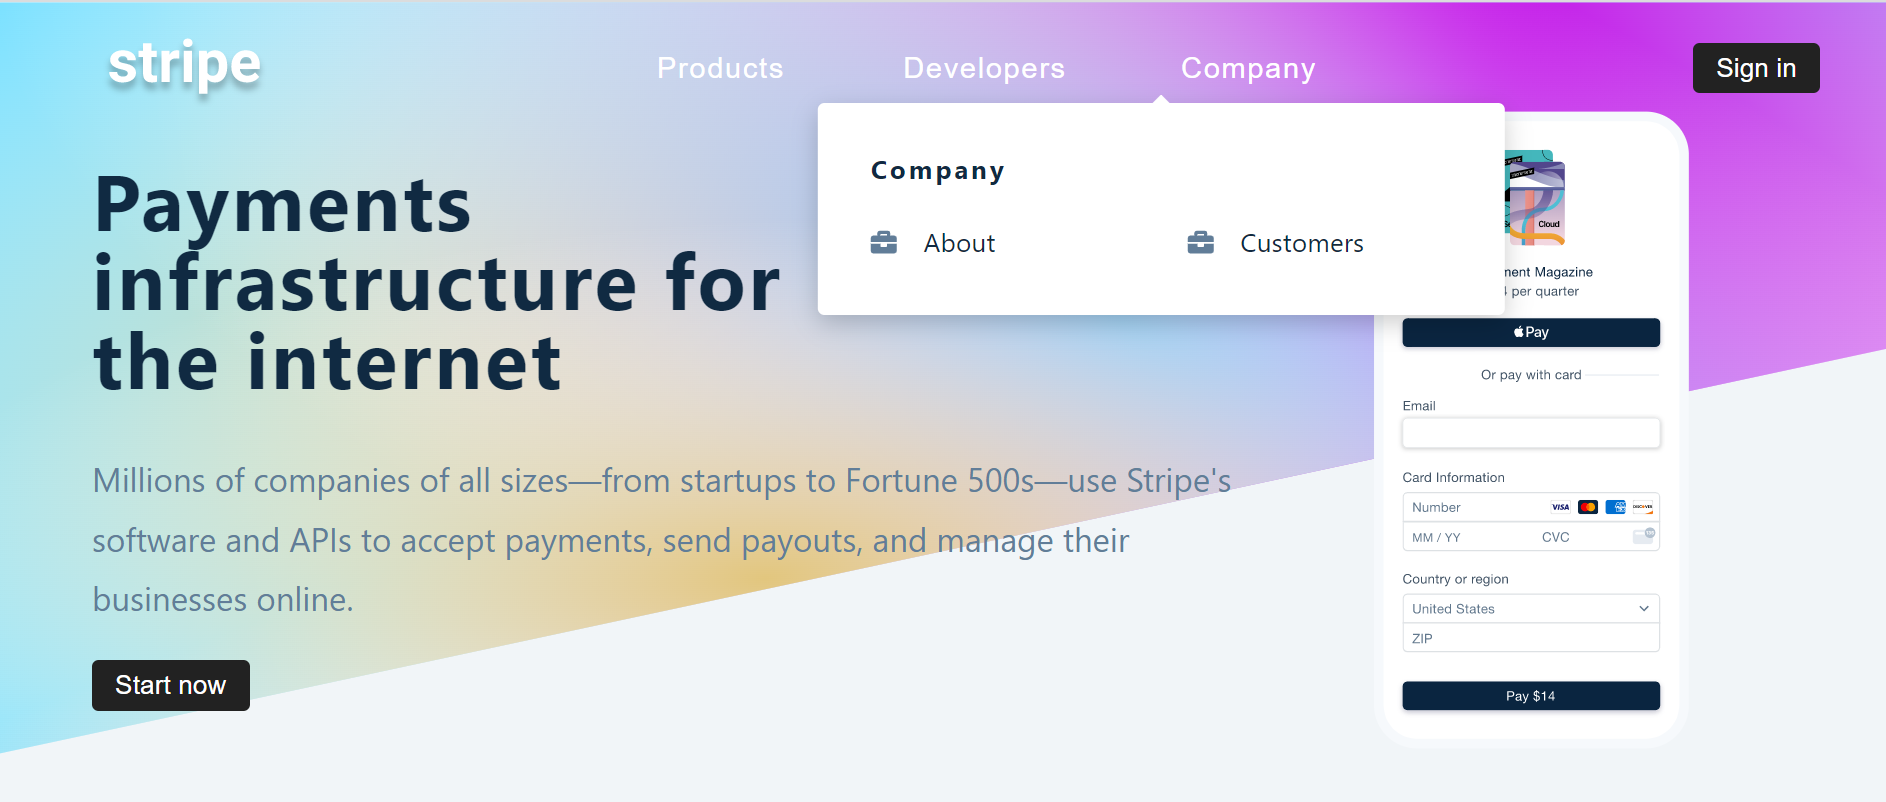 stripe
Products
Developers
Company
Sign in
Company
About
Customers
Payments
infrastructure for
the internet
Millions of companies of all sizes—from startups to Fortune 500s—use Stripe's
software and APIs to accept payments, send payouts, and manage their
businesses online.
Start now
Cloud
Magazine
per quarter
Pay
Or pay with card
Email
Card Information
Number
VISA
DISCOVER
MM / YY
CVC
Country or region
United States
ZIP
Pay $14